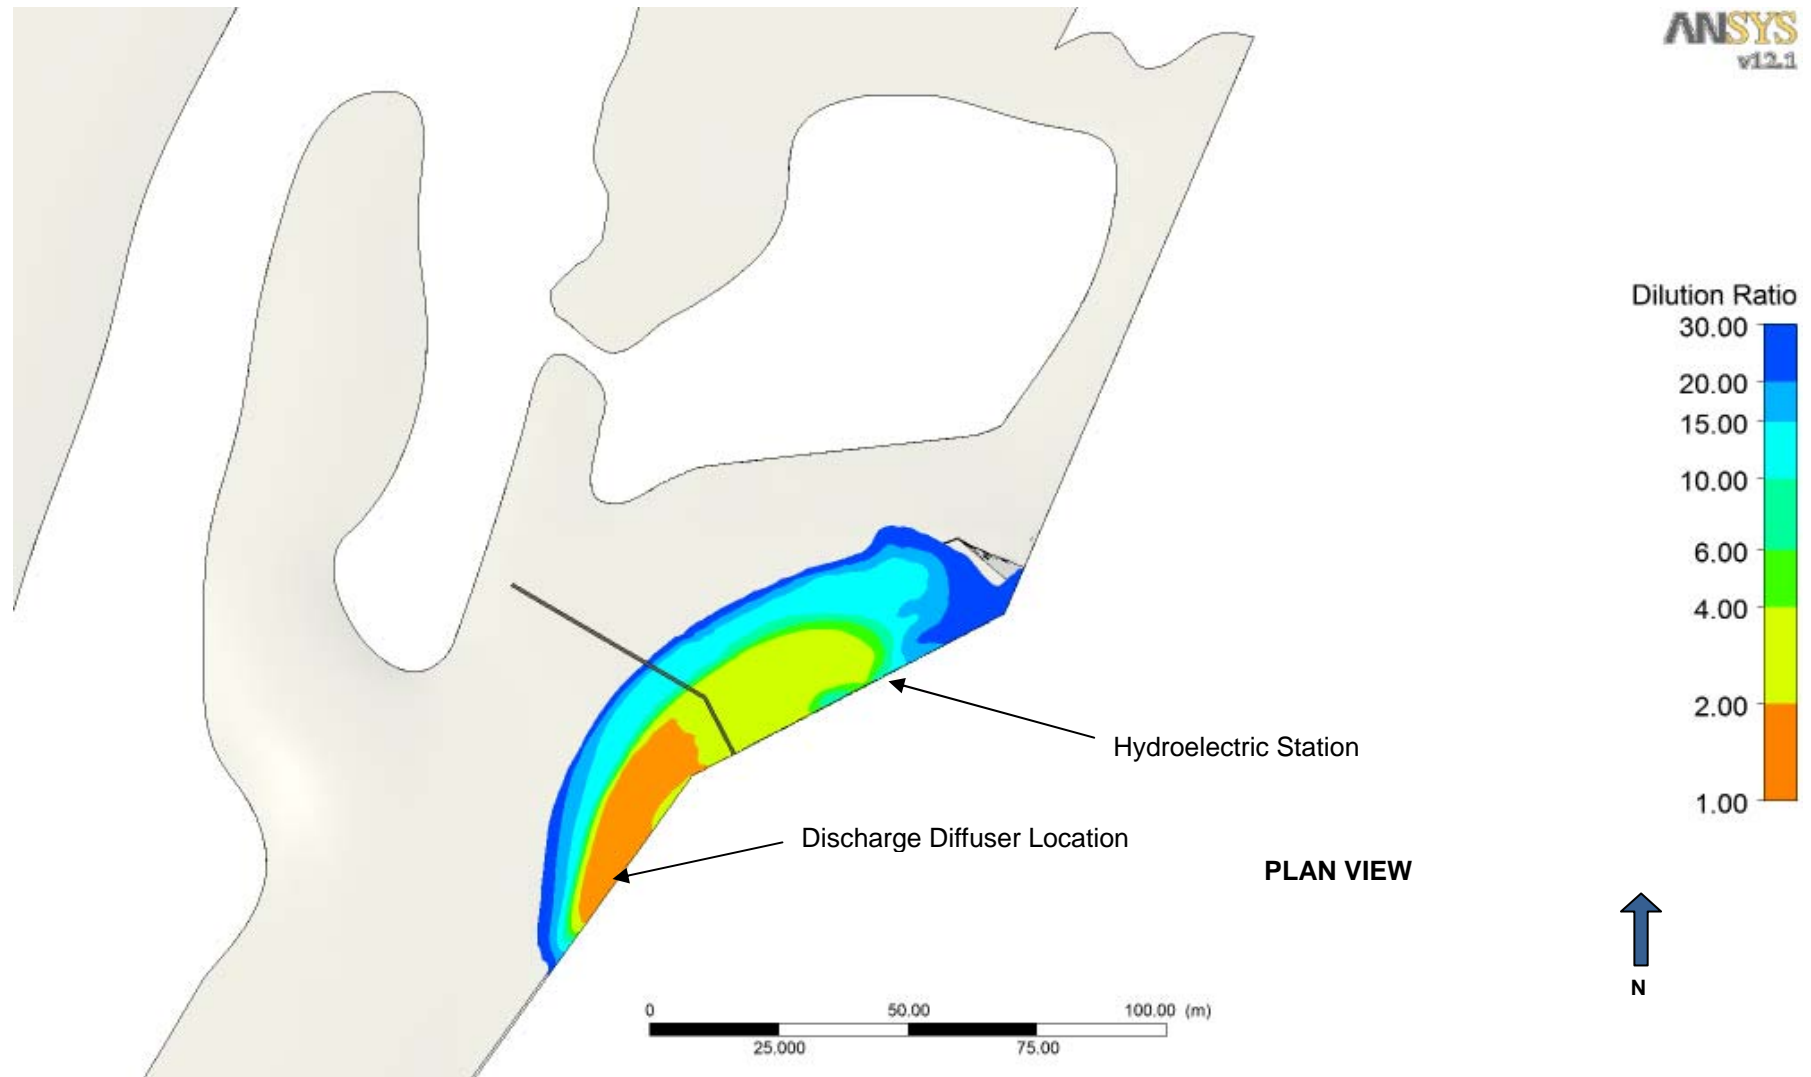 ANSYS
v12.1
Dilution Ratio
30.00
20.00
15.00
10.00
6.00
4.00
2.00
1.00
Hydroelectric Station
Discharge Diffuser Location
PLAN VIEW
N
0 50.00 100.00 (m)
25.000 75.00